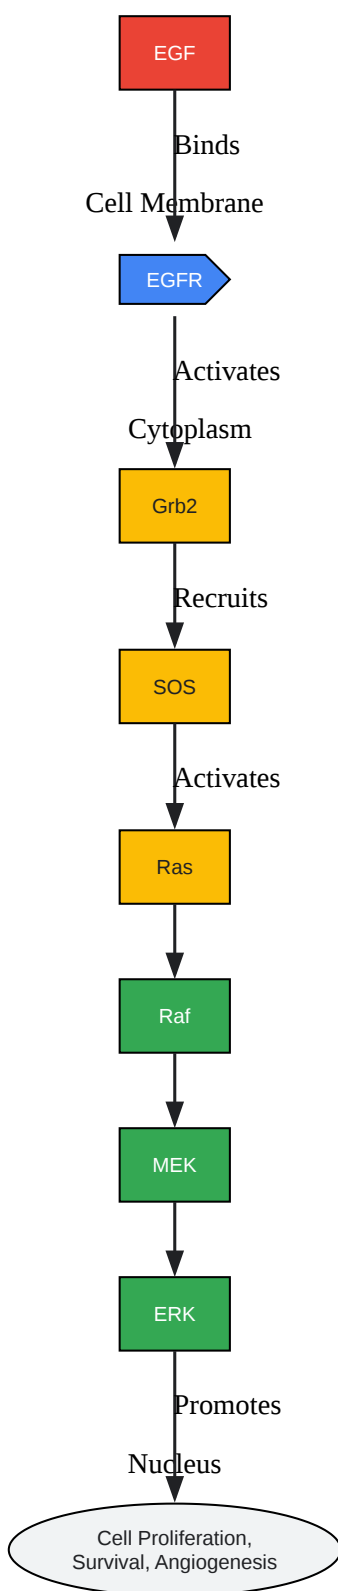 EGF
Binds
Cell Membrane
EGFR
Activates
Cytoplasm
Grb2
Recruits
SOS
Activates
Ras
Raf
MEK
ERK
Promotes
Nucleus
Cell Proliferation,
Survival, Angiogenesis